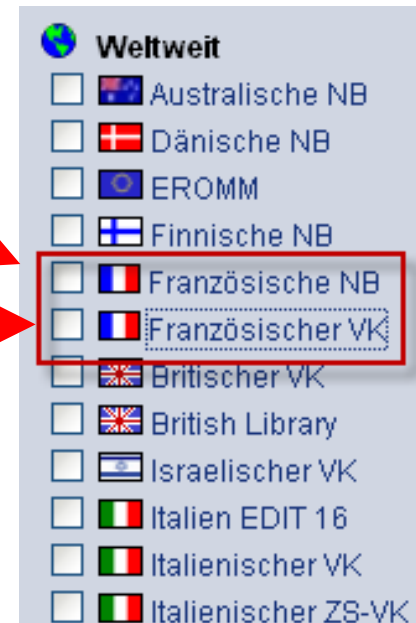 Weltweit
Australische NB
Dänische NB
EROMM
Finnische NB
Französische NB
Französischer VK
Britischer VK
British Library
Israelischer VK
Italien EDIT 16
Italienischer VK
Italienischer ZS-VK